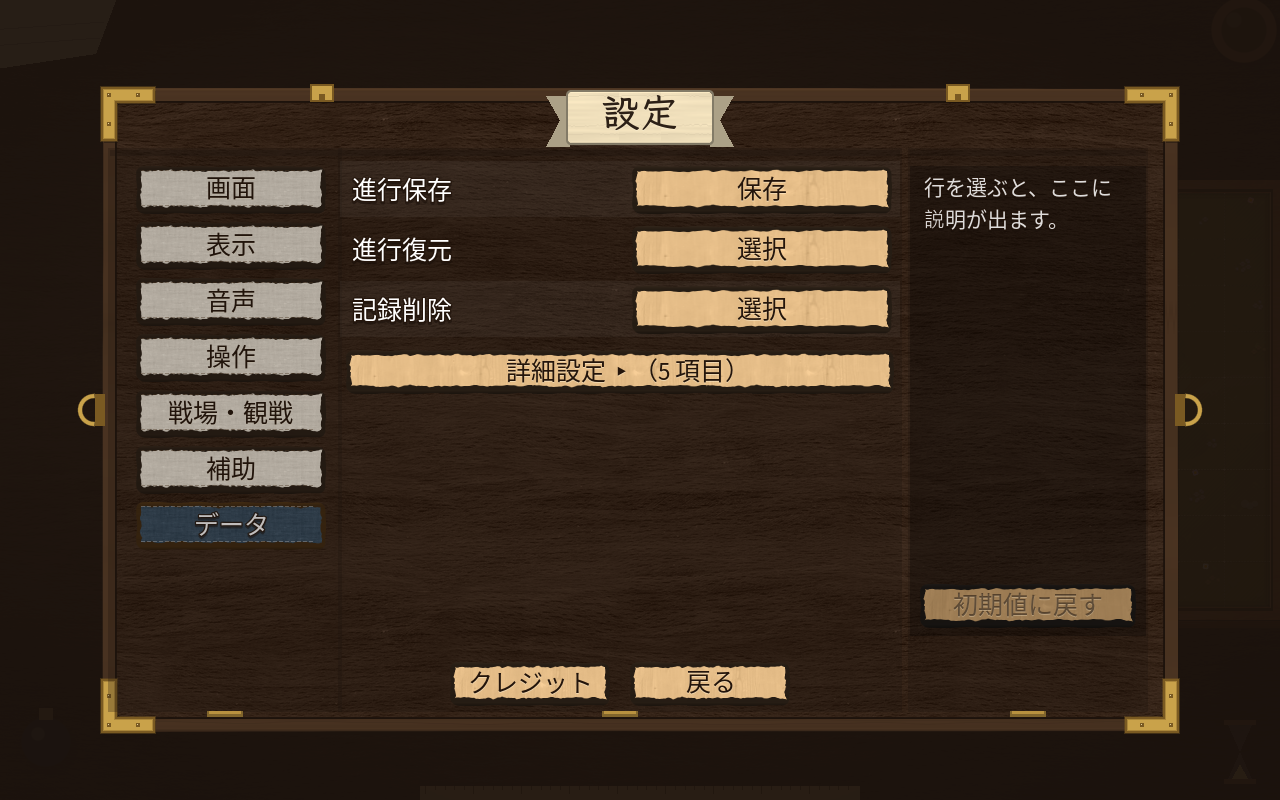 設定
画面
表示
音声
操作
戦場・観戦
補助
データ
進行保存 保存
進行復元 選択
記録削除 選択
詳細設定 ▸ （5 項目）
行を選ぶと、ここに
説明が出ます。
初期値に戻す
クレジット 戻る